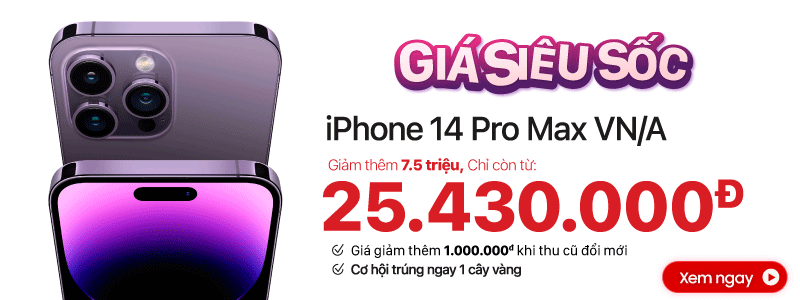 GIÁ SIÊU SỐC
iPhone 14 Pro Max VN/A
Giảm thêm 7.5 triệu, Chỉ còn từ:
25.430.000Đ
Giá giảm thêm 1.000.000đ khi thu cũ đổi mới
Cơ hội trúng ngay 1 cây vàng
Xem ngay